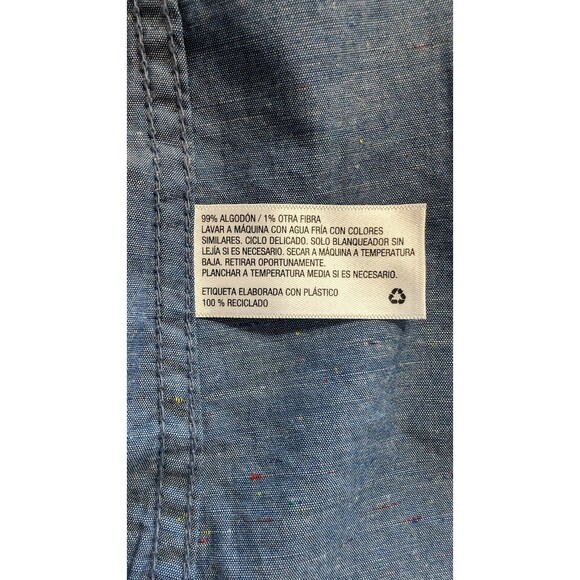 99% ALGODÓN / 1% OTRA FIBRA
LAVAR A MÁQUINA CON AGUA FRÍA CON COLORES
SIMILARES. CICLO DELICADO. SOLO BLANQUEADOR SIN
LEJÍA SI ES NECESARIO. SECAR A MÁQUINA A TEMPERATURA
BAJA. RETIRAR OPORTUNAMENTE.
PLANCHAR A TEMPERATURA MEDIA SI ES NECESARIO.
ETIQUETA ELABORADA CON PLÁSTICO
100 % RECICLADO